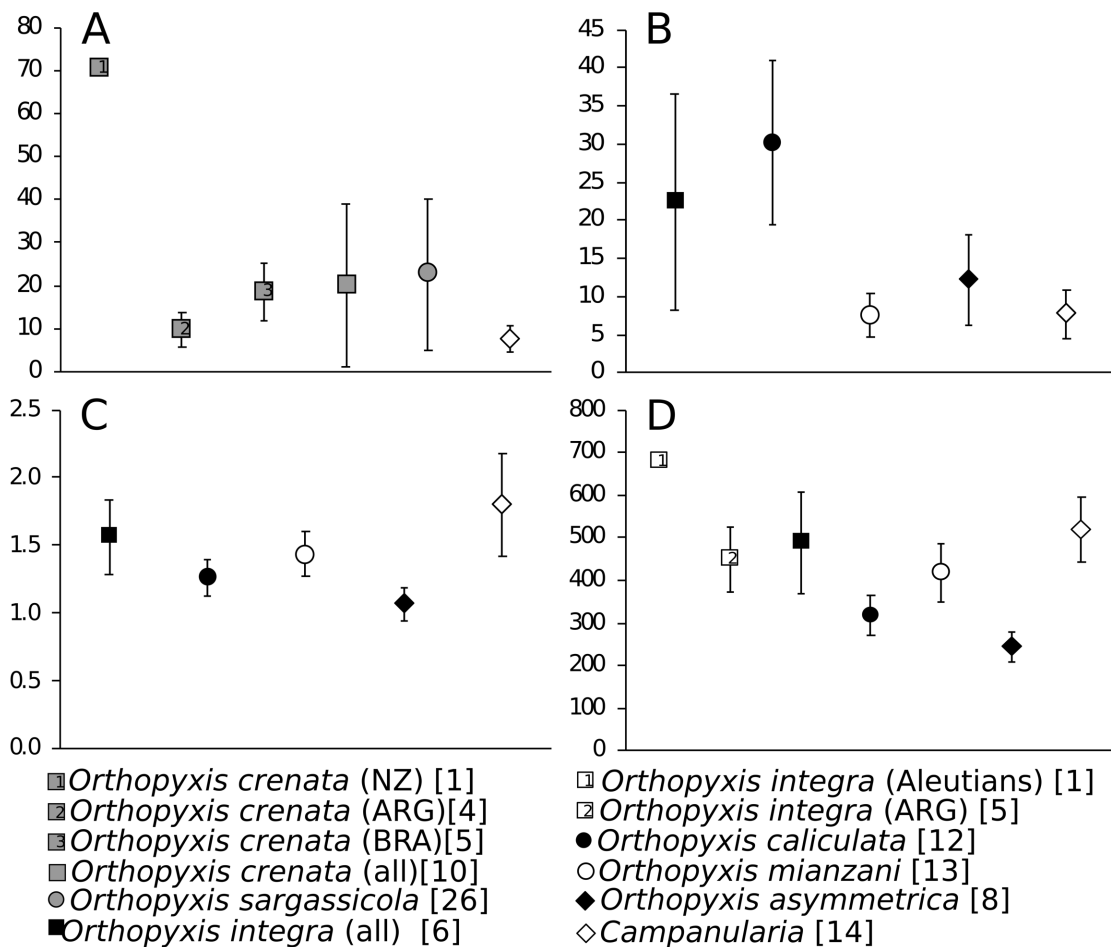 A
80
70
60
50
40
30
20
10
0
1
2
3
B
45
40
35
30
25
20
15
10
5
0
C
2.5
2.0
1.5
1.0
0.5
0.0
D
800
700
600
500
400
300
200
100
0
1
2
1 Orthopyxis crenata (NZ) [1]
2 Orthopyxis crenata (ARG)[4]
3 Orthopyxis crenata (BRA)[5]
Orthopyxis crenata (all)[10]
Orthopyxis sargassicola [26]
Orthopyxis integra (all) [6]
1 Orthopyxis integra (Aleutians) [1]
2 Orthopyxis integra (ARG) [5]
Orthopyxis caliculata [12]
Orthopyxis mianzani [13]
Orthopyxis asymmetrica [8]
Campanularia [14]